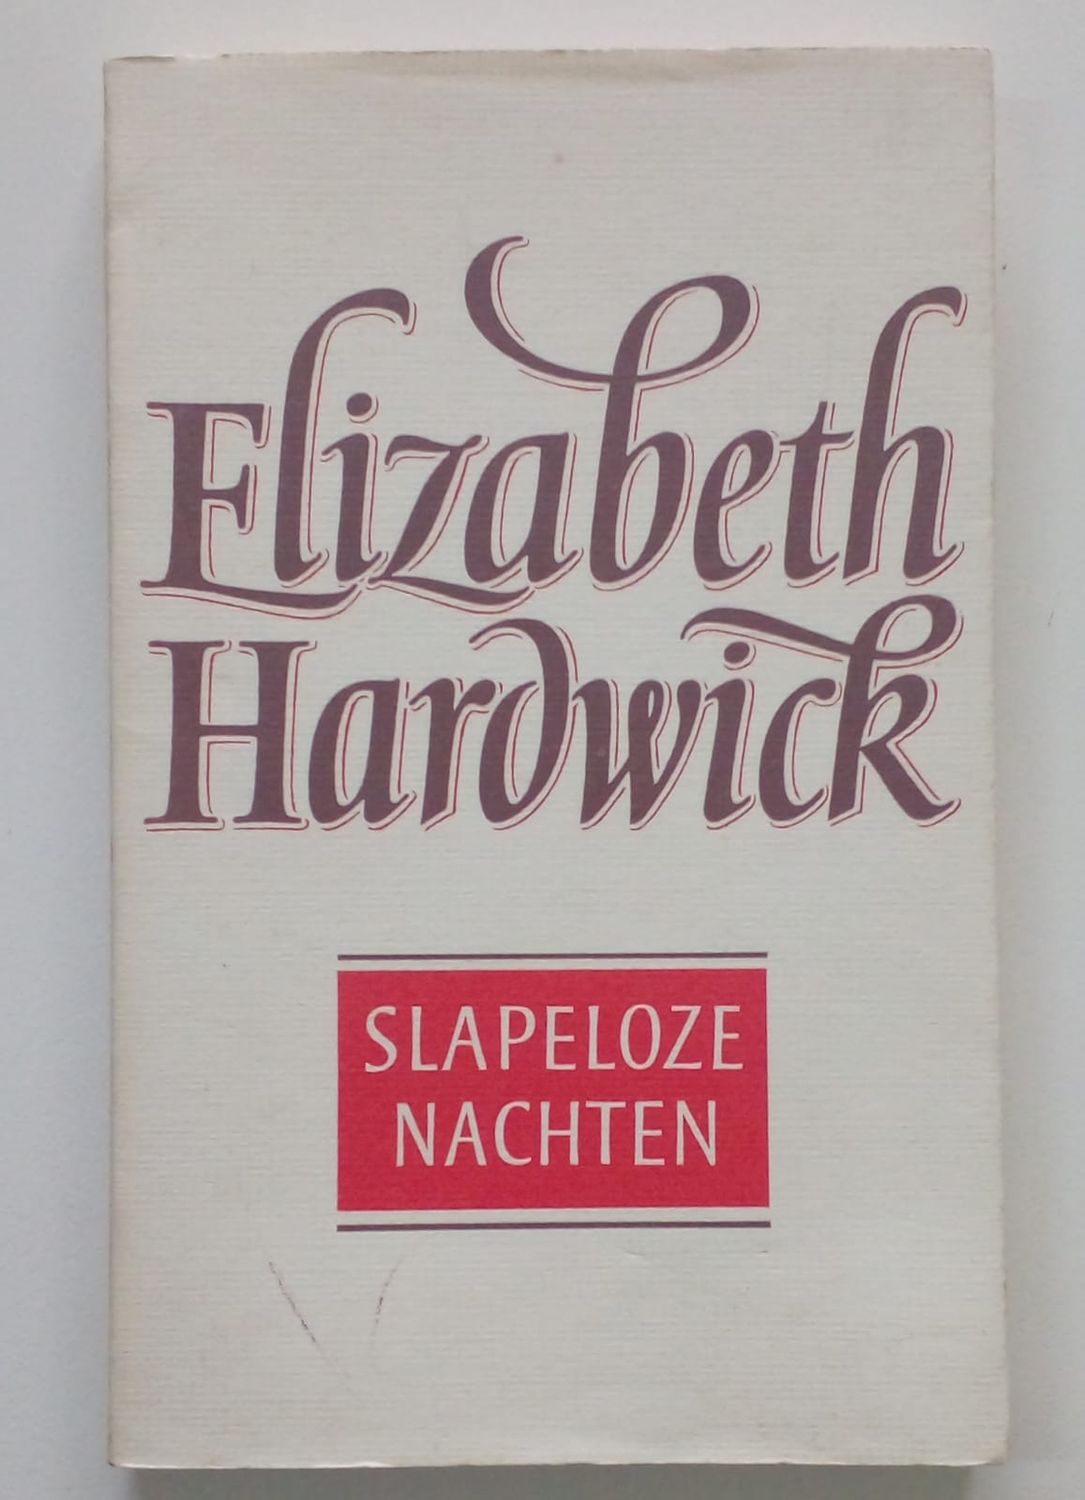 Elizabeth
Hardwick
SLAPELOZE
NACHTEN